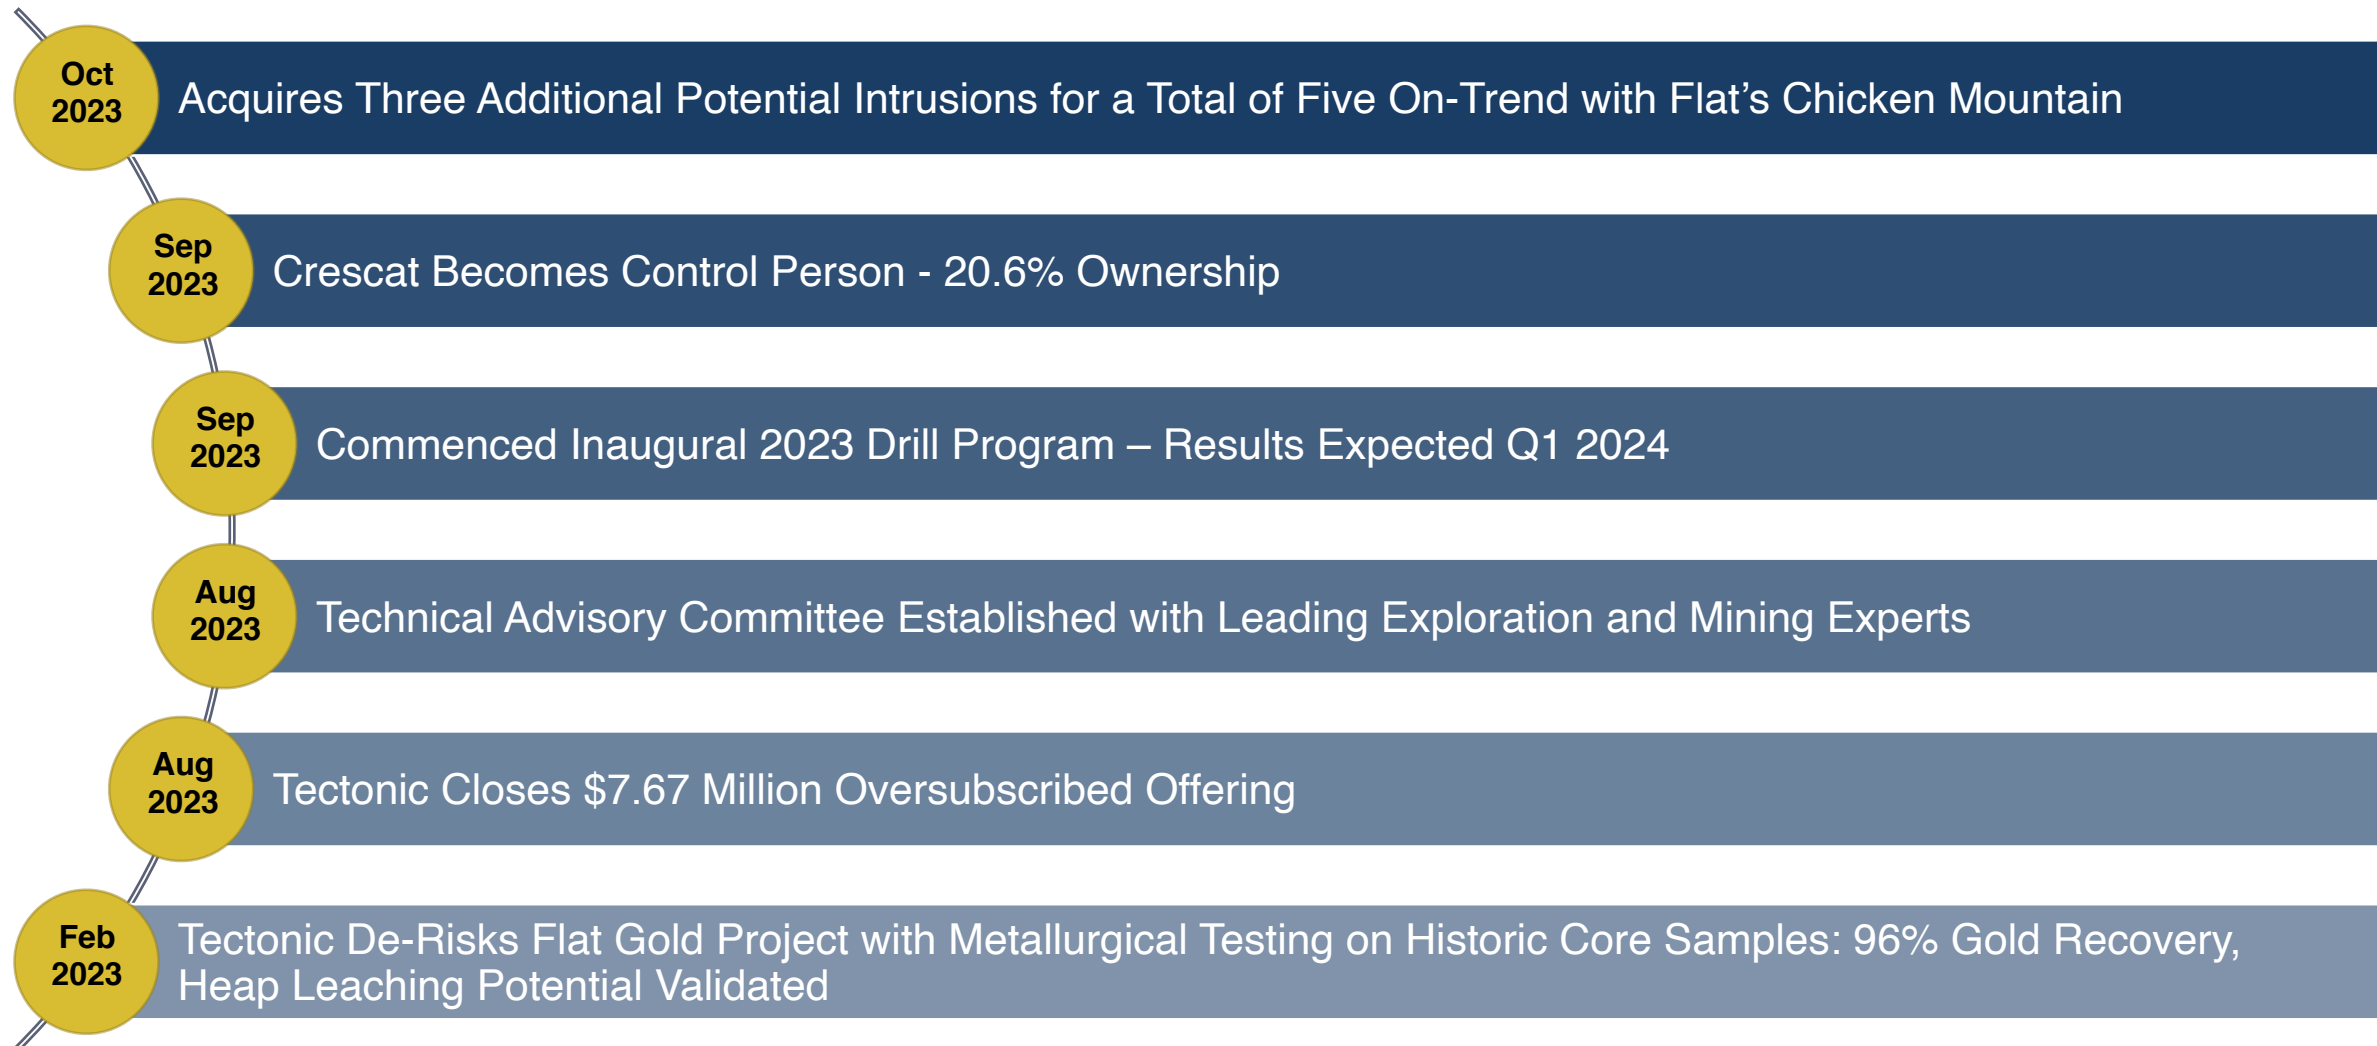 Oct
2023
Acquires Three Additional Potential Intrusions for a Total of Five On-Trend with Flat’s Chicken Mountain
Sep
2023
Crescat Becomes Control Person - 20.6% Ownership
Sep
2023
Commenced Inaugural 2023 Drill Program – Results Expected Q1 2024
Aug
2023
Technical Advisory Committee Established with Leading Exploration and Mining Experts
Aug
2023
Tectonic Closes $7.67 Million Oversubscribed Offering
Feb
2023
Tectonic De-Risks Flat Gold Project with Metallurgical Testing on Historic Core Samples: 96% Gold Recovery,
Heap Leaching Potential Validated